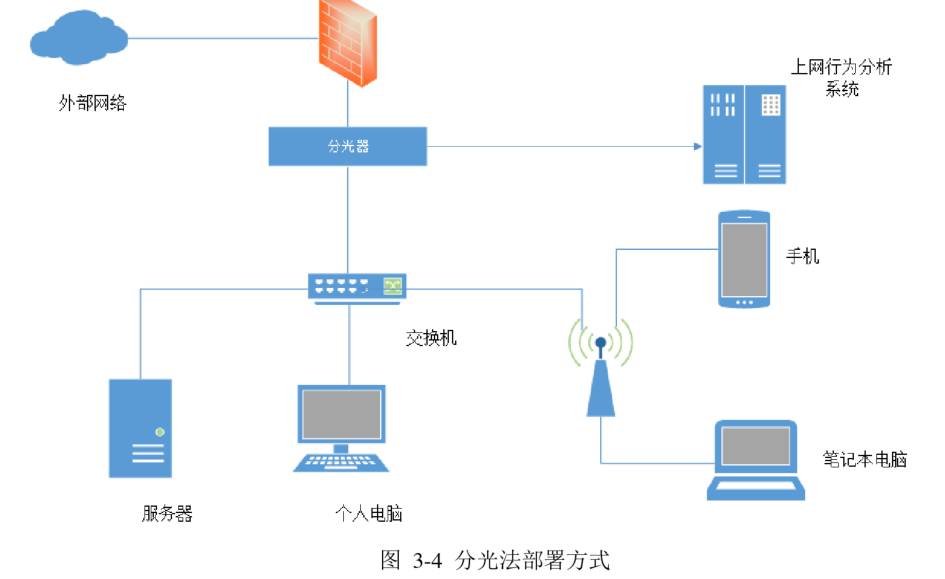 外部网络
上网行为分析
系统
分光器
手机
交换机
笔记本电脑
服务器
个人电脑
图 3-4 分光法部署方式